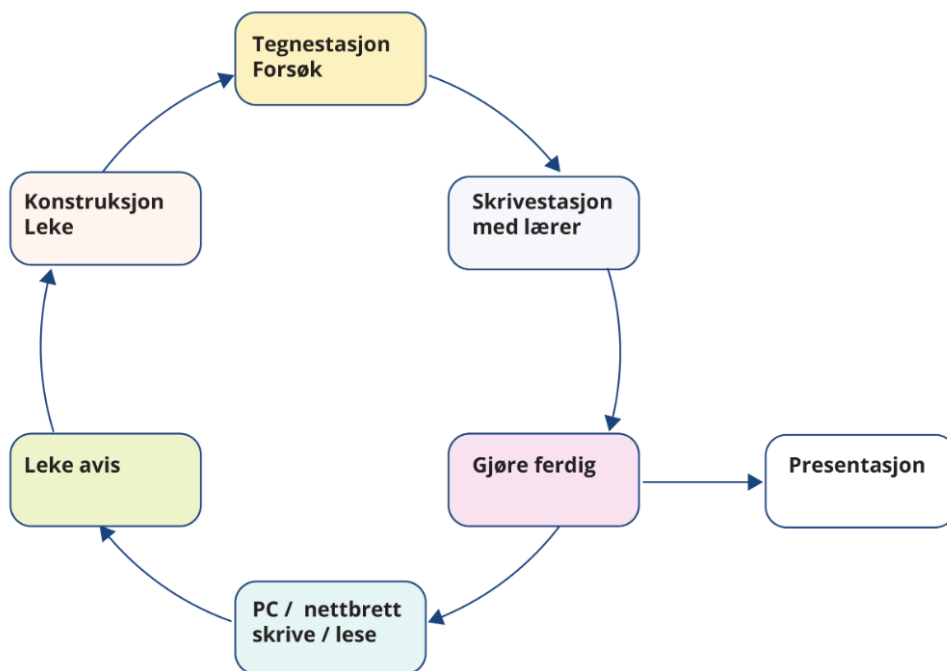 Tegnestasjon
Forsøk
Skrivestasjon
med lærer
Gjøre ferdig
Presentasjon
PC / nettbrett
skrive / lese
Leke avis
Konstruksjon
Leke